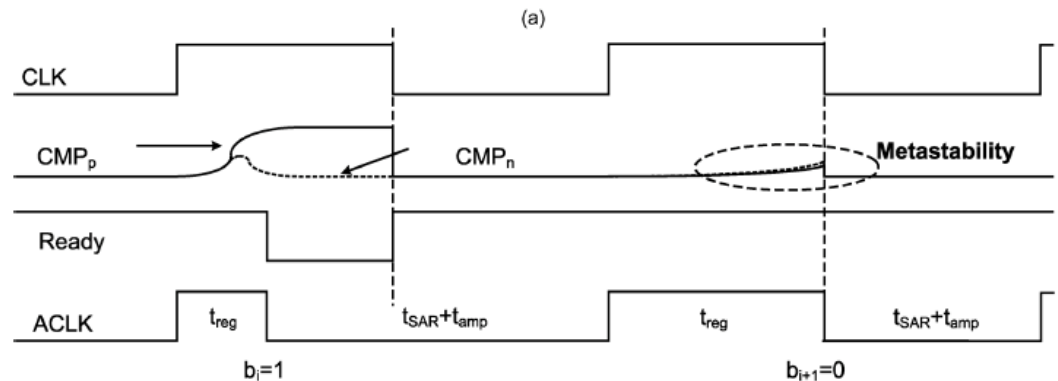 (a)
CLK
CMPp CMPn Metastability
Ready
ACLK treg tSAR+tamp treg tSAR+tamp
bi=1 bi+1=0